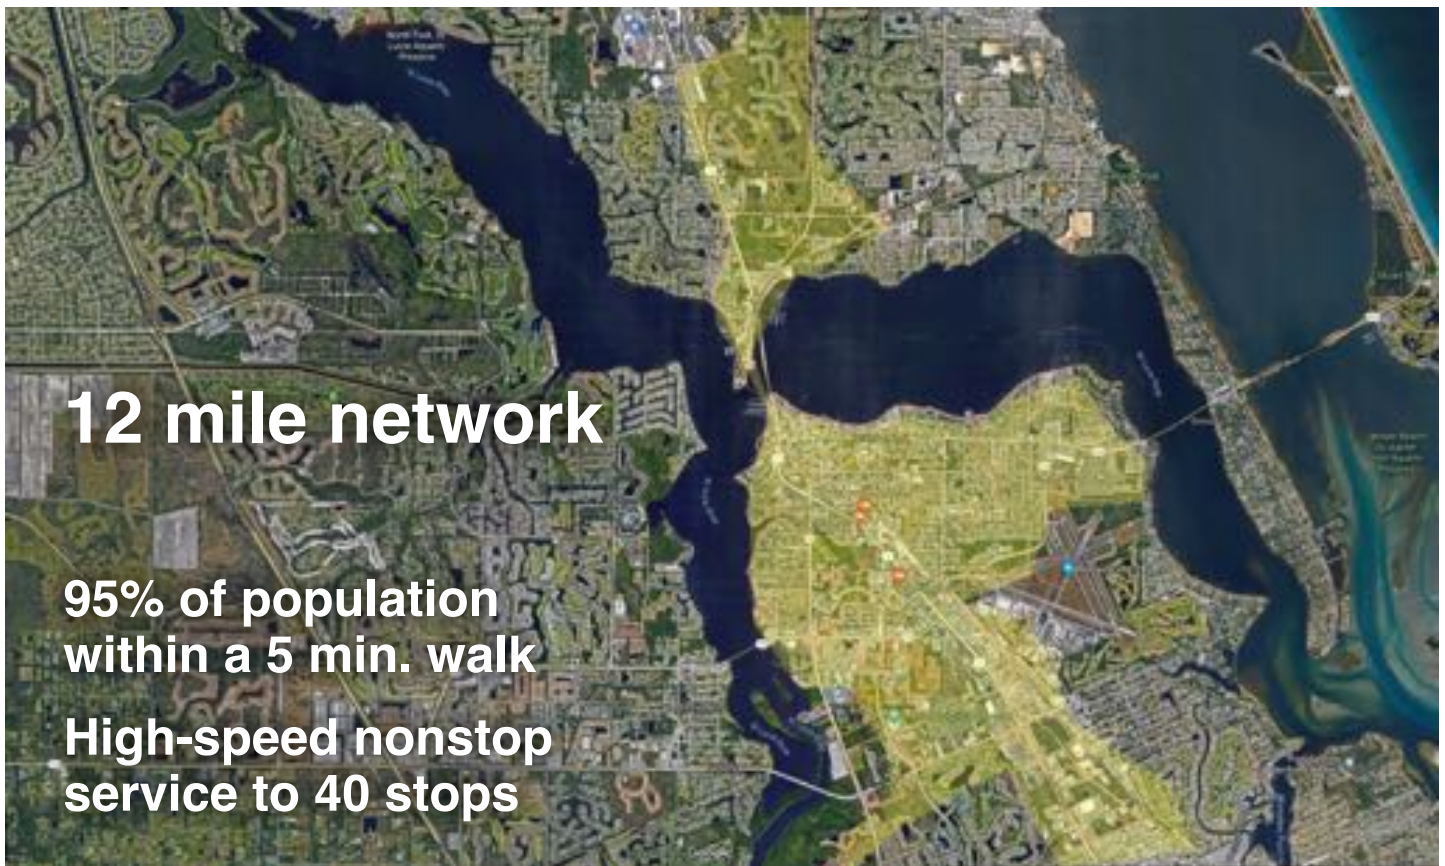 12 mile network
95% of population
within a 5 min. walk
High-speed nonstop
service to 40 stops